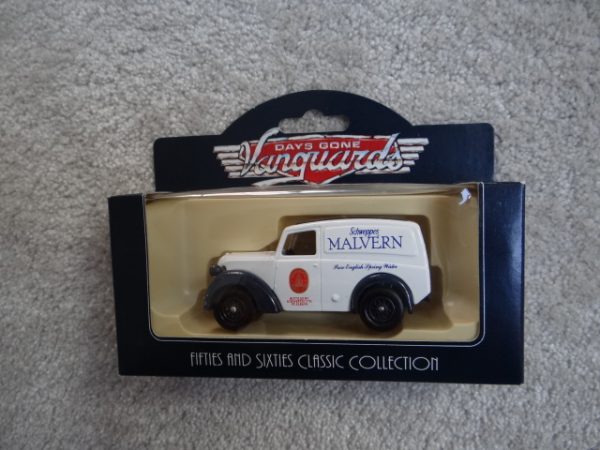 DAYS GONE
Vanguards
Schweppes
MALVERN
Pure English Spring Water
FIFTIES AND SIXTIES CLASSIC COLLECTION